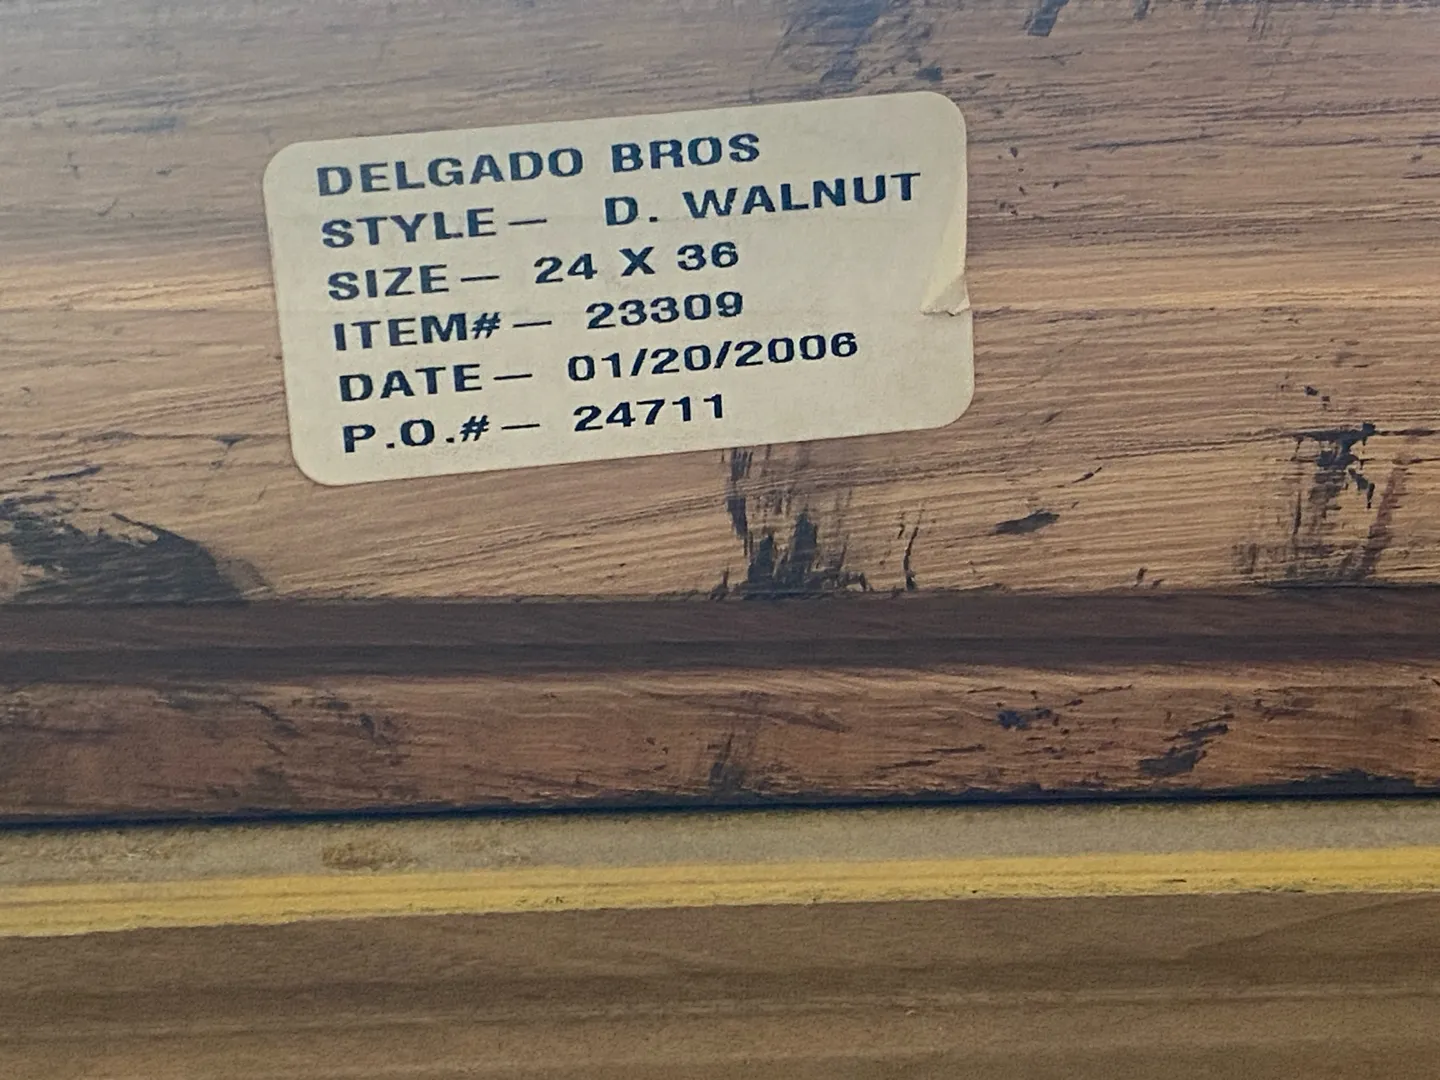 DELGADO BROS
STYLE— D. WALNUT
SIZE— 24 X 36
ITEM#— 23309
DATE— 01/20/2006
P.O.#— 24711